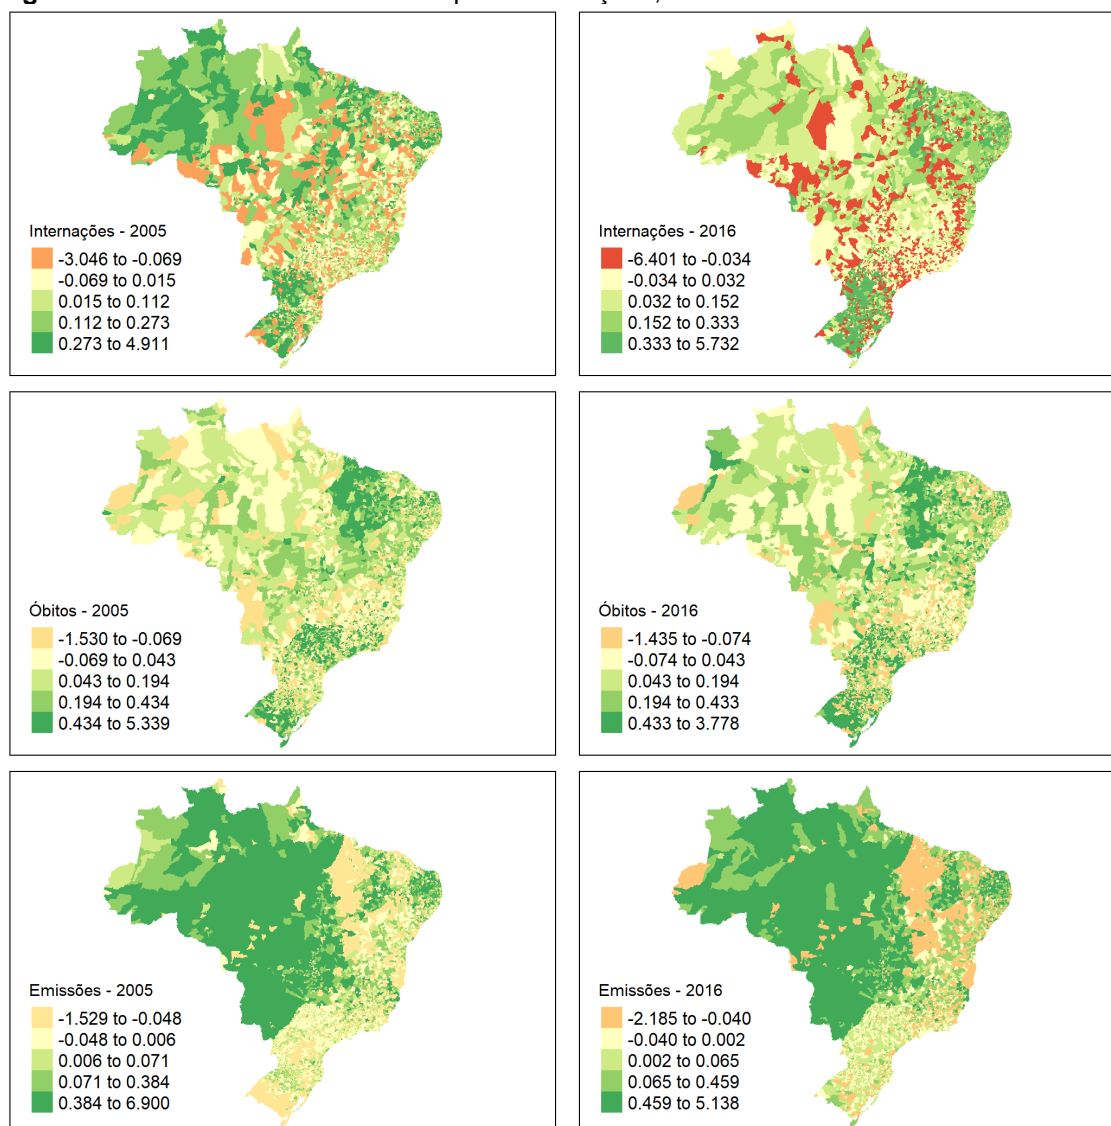 Internações - 2005
-3.046 to -0.069
-0.069 to 0.015
0.015 to 0.112
0.112 to 0.273
0.273 to 4.911
Internações - 2016
-6.401 to -0.034
-0.034 to 0.032
0.032 to 0.152
0.152 to 0.333
0.333 to 5.732
Óbitos - 2005
-1.530 to -0.069
-0.069 to 0.043
0.043 to 0.194
0.194 to 0.434
0.434 to 5.339
Óbitos - 2016
-1.435 to -0.074
-0.074 to 0.043
0.043 to 0.194
0.194 to 0.433
0.433 to 3.778
Emissões - 2005
-1.529 to -0.048
-0.048 to 0.006
0.006 to 0.071
0.071 to 0.384
0.384 to 6.900
Emissões - 2016
-2.185 to -0.040
-0.040 to 0.002
0.002 to 0.065
0.065 to 0.459
0.459 to 5.138